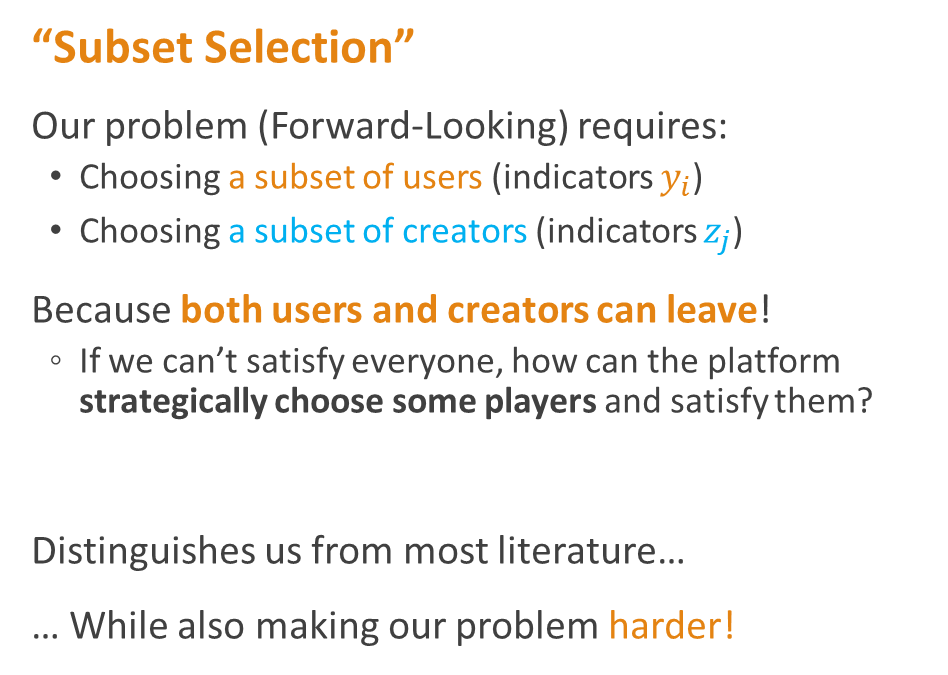 “Subset Selection”
Our problem (Forward-Looking) requires:
• Choosing a subset of users (indicators yᵢ)
• Choosing a subset of creators (indicators zⱼ)
Because both users and creators can leave!
◦ If we can’t satisfy everyone, how can the platform
strategically choose some players and satisfy them?
Distinguishes us from most literature…
… While also making our problem harder!